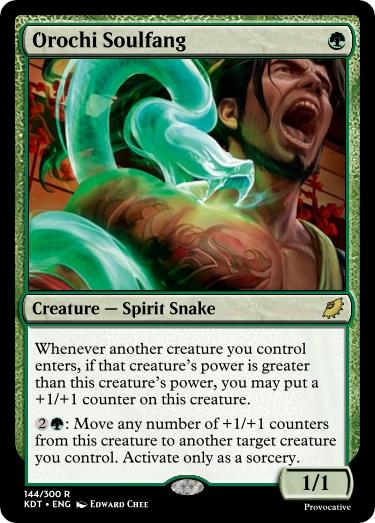 Orochi Soulfang
Creature — Spirit Snake
Whenever another creature you control
enters, if that creature's power is greater
than this creature's power, you may put a
+1/+1 counter on this creature.
2 : Move any number of +1/+1 counters
from this creature to another target creature
you control. Activate only as a sorcery.
1/1
144/300 R
KDT • ENG Edward Chee
Provocative